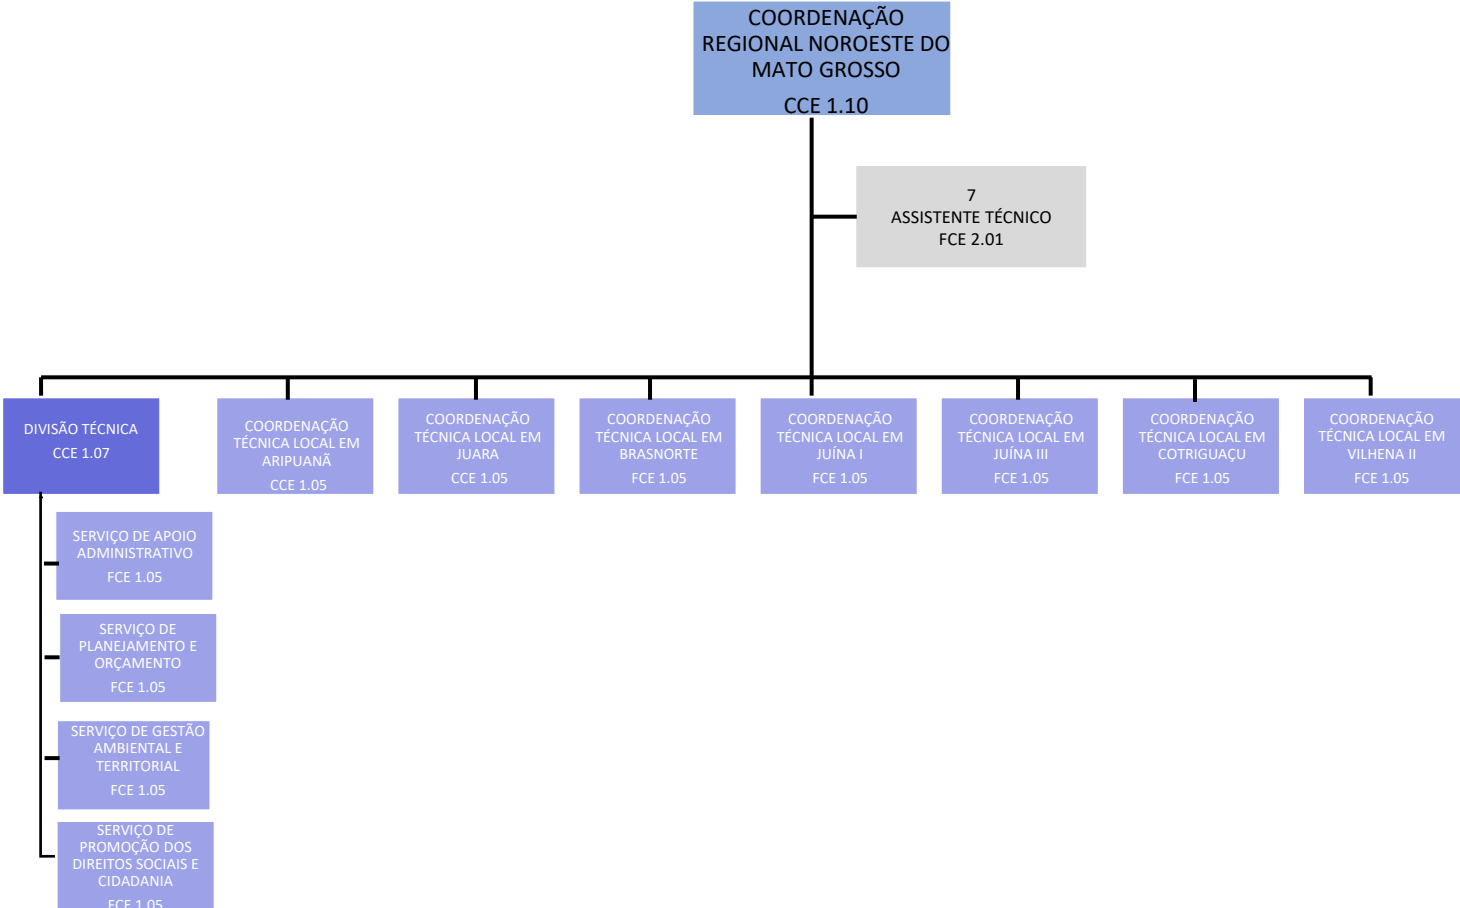 COORDENAÇÃO
REGIONAL NOROESTE DO
MATO GROSSO
CCE 1.10
7
ASSISTENTE TÉCNICO
FCE 2.01
DIVISÃO TÉCNICA
CCE 1.07
COORDENAÇÃO
TÉCNICA LOCAL EM
ARIPUANÃ
CCE 1.05
COORDENAÇÃO
TÉCNICA LOCAL EM
JUARA
CCE 1.05
COORDENAÇÃO
TÉCNICA LOCAL EM
BRASNORTE
FCE 1.05
COORDENAÇÃO
TÉCNICA LOCAL EM
JUÍNA I
FCE 1.05
COORDENAÇÃO
TÉCNICA LOCAL EM
JUÍNA III
FCE 1.05
COORDENAÇÃO
TÉCNICA LOCAL EM
COTRIGUAÇU
FCE 1.05
COORDENAÇÃO
TÉCNICA LOCAL EM
VILHENA II
FCE 1.05
SERVIÇO DE APOIO
ADMINISTRATIVO
FCE 1.05
SERVIÇO DE
PLANEJAMENTO E
ORÇAMENTO
FCE 1.05
SERVIÇO DE GESTÃO
AMBIENTAL E
TERRITORIAL
FCE 1.05
SERVIÇO DE
PROMOÇÃO DOS
DIREITOS SOCIAIS E
CIDADANIA
FCE 1.05